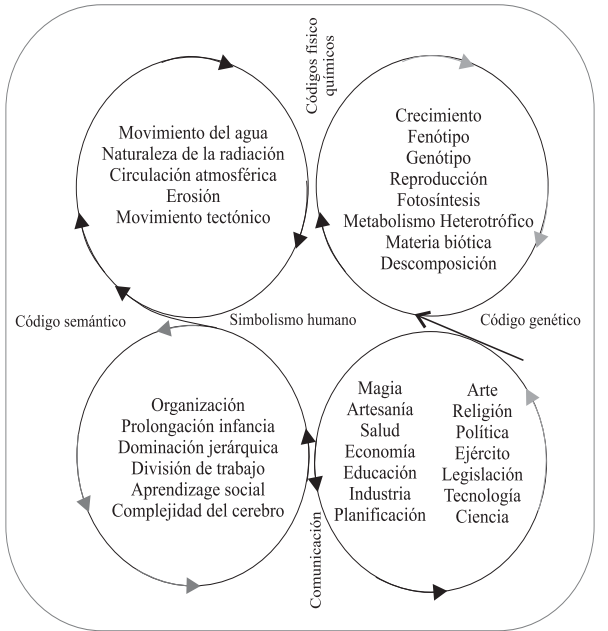 Códigos físico
químicos
Movimiento del agua
Naturaleza de la radiación
Circulación atmosférica
Erosión
Movimiento tectónico
Crecimiento
Fenótipo
Genótipo
Reproducción
Fotosíntesis
Metabolismo Heterotrófico
Materia biótica
Descomposición
Código semántico
Simbolismo humano
Código genético
Organización
Prolongación infancia
Dominación jerárquica
División de trabajo
Aprendizage social
Complejidad del cerebro
Magia
Artesanía
Salud
Economía
Educación
Industria
Planificación
Arte
Religión
Política
Ejército
Legislación
Tecnología
Ciencia
Comunicación